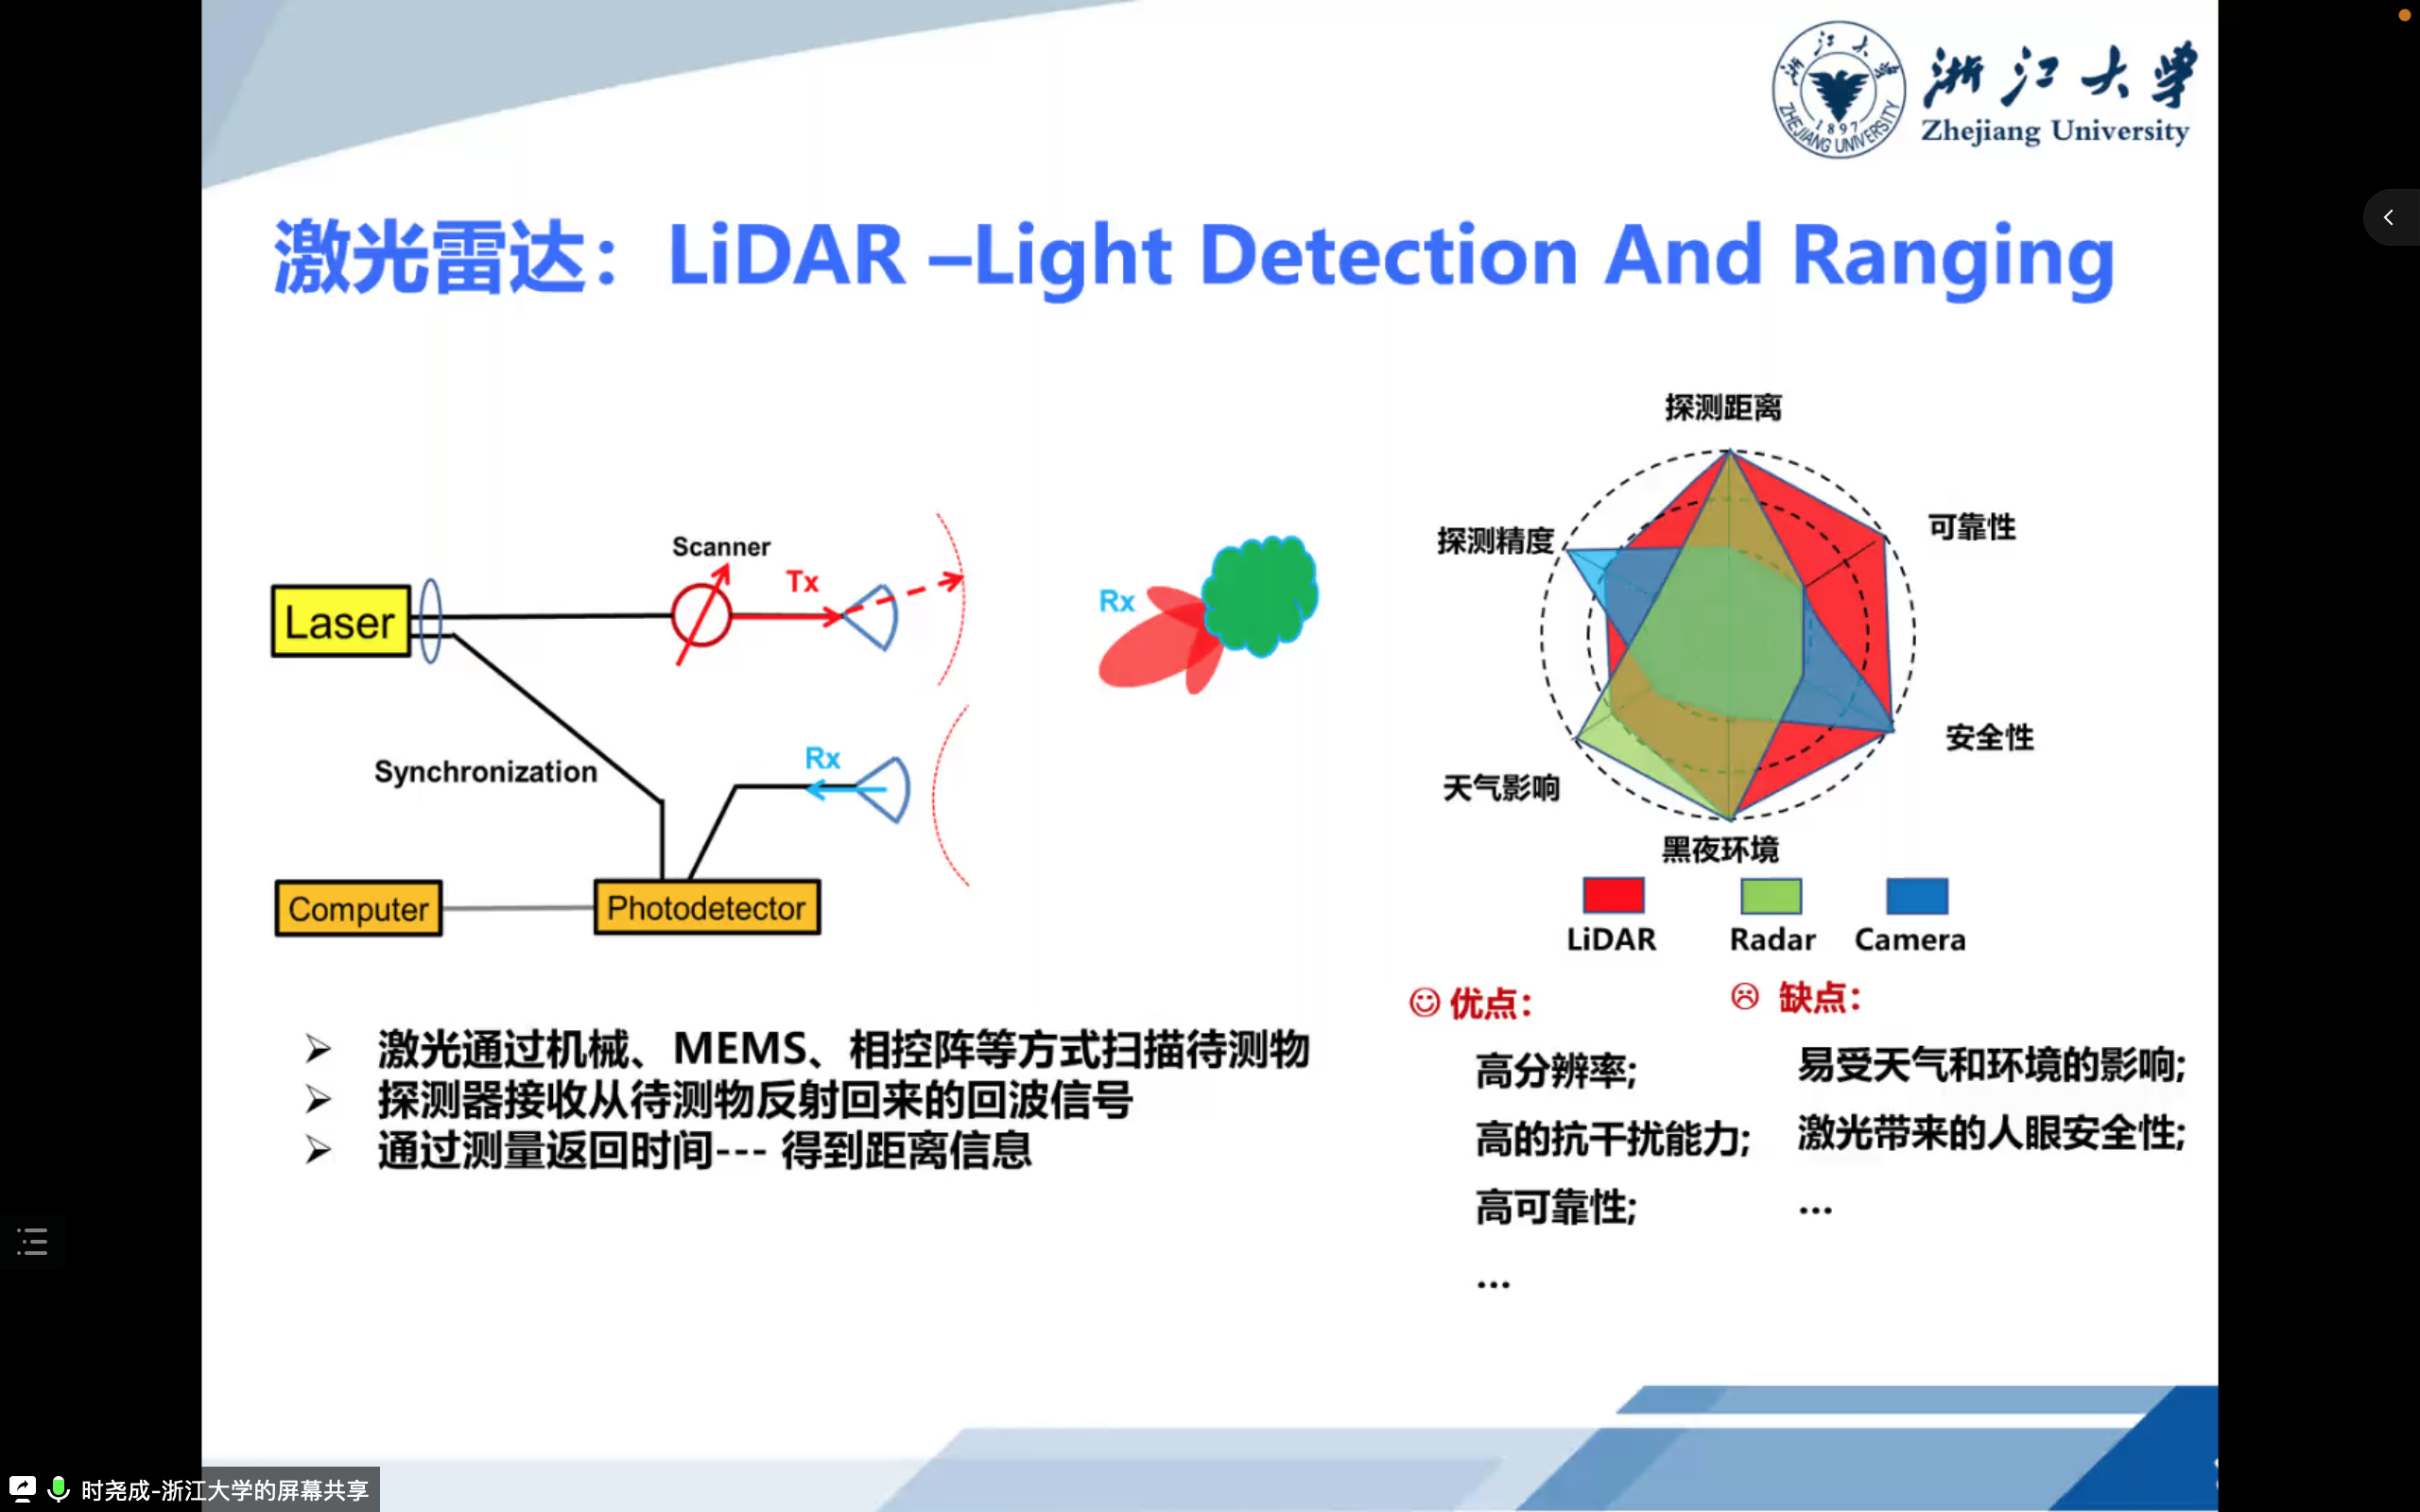 浙江大学
ZHEJIANG UNIVERSITY
1897
浙江大学
Zhejiang University
激光雷达：LiDAR –Light Detection And Ranging
Scanner
Tx
Laser
Rx
Synchronization
Rx
Computer
Photodetector
探测距离
可靠性
探测精度
安全性
天气影响
黑夜环境
LiDAR
Radar
Camera
激光通过机械、MEMS、相控阵等方式扫描待测物
探测器接收从待测物反射回来的回波信号
通过测量返回时间--- 得到距离信息
☺ 优点：
高分辨率;
高的抗干扰能力;
高可靠性;
...
☹ 缺点：
易受天气和环境的影响;
激光带来的人眼安全性;
...
时尧成-浙江大学的屏幕共享